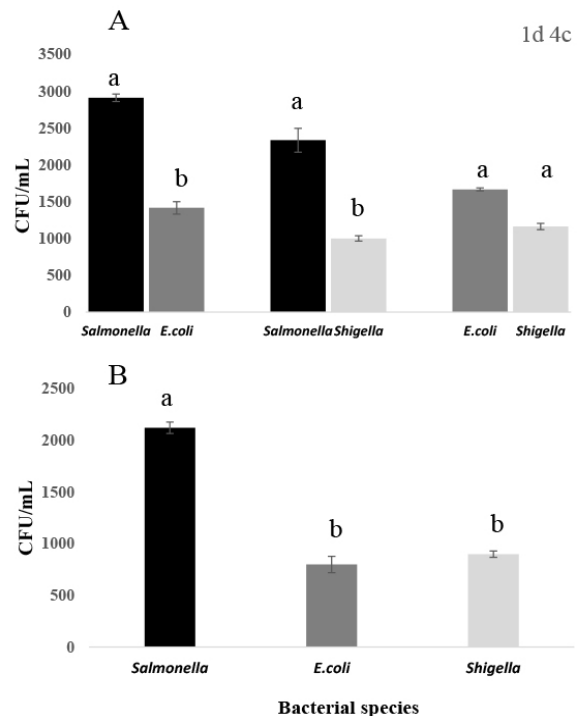 A
1d 4c
3500
3000
2500
2000
1500
1000
500
0
CFU/mL
a
b
a
b
a
a
Salmonella E.coli Salmonella Shigella E.coli Shigella
B
2500
2000
1500
1000
500
0
CFU/mL
a
b
b
Salmonella E.coli Shigella
Bacterial species